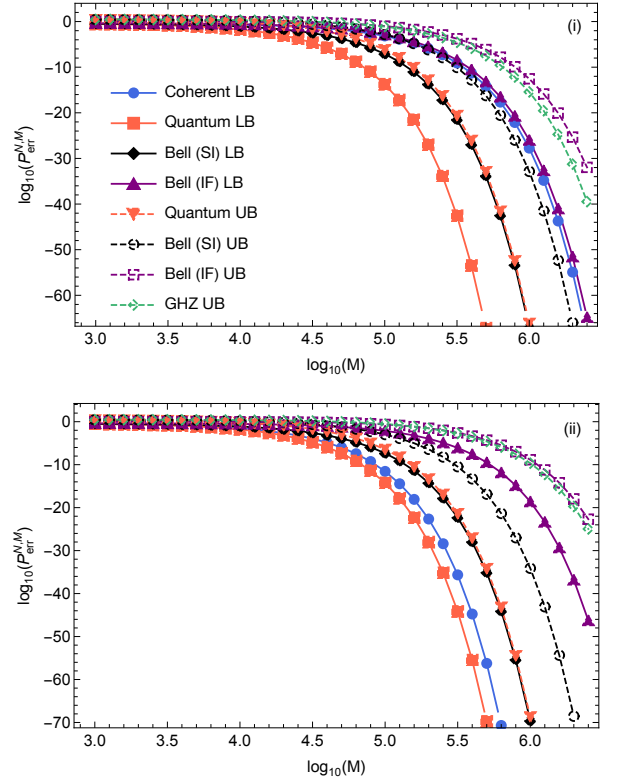 (i)
0
−10
−20
−30
−40
−50
−60
log₁₀(P_err^{N,M})
Coherent LB
Quantum LB
Bell (SI) LB
Bell (IF) LB
Quantum UB
Bell (SI) UB
Bell (IF) UB
GHZ UB
3.0 3.5 4.0 4.5 5.0 5.5 6.0
log₁₀(M)
(ii)
0
−10
−20
−30
−40
−50
−60
−70
log₁₀(P_err^{N,M})
3.0 3.5 4.0 4.5 5.0 5.5 6.0
log₁₀(M)